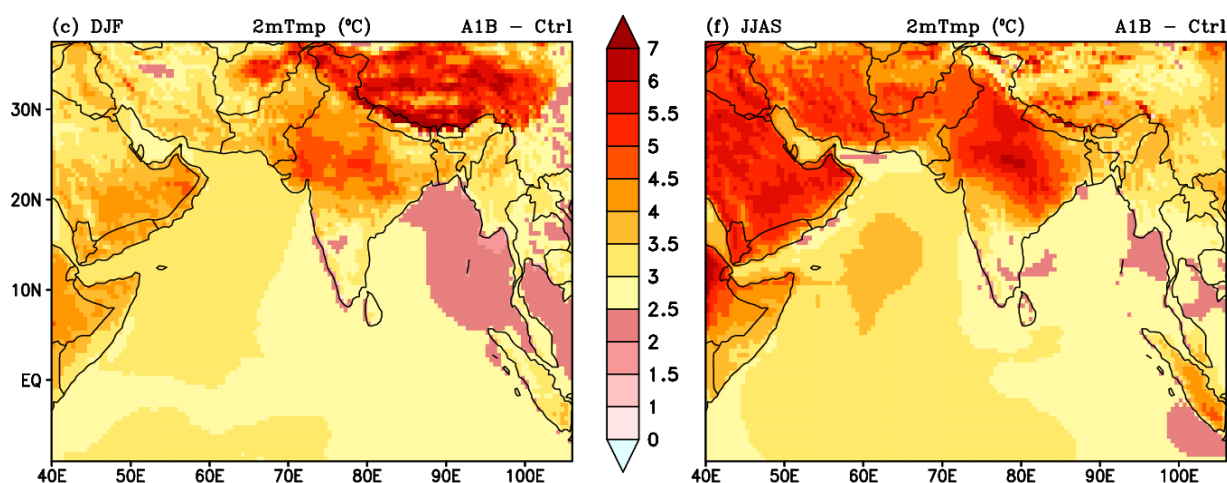 (c) DJF 2mTmp (°C) A1B – Ctrl
30N
20N
10N
EQ
40E 50E 60E 70E 80E 90E 100E
7
6
5.5
5
4.5
4
3.5
3
2.5
2
1.5
1
0
(f) JJAS 2mTmp (°C) A1B – Ctrl
40E 50E 60E 70E 80E 90E 100E